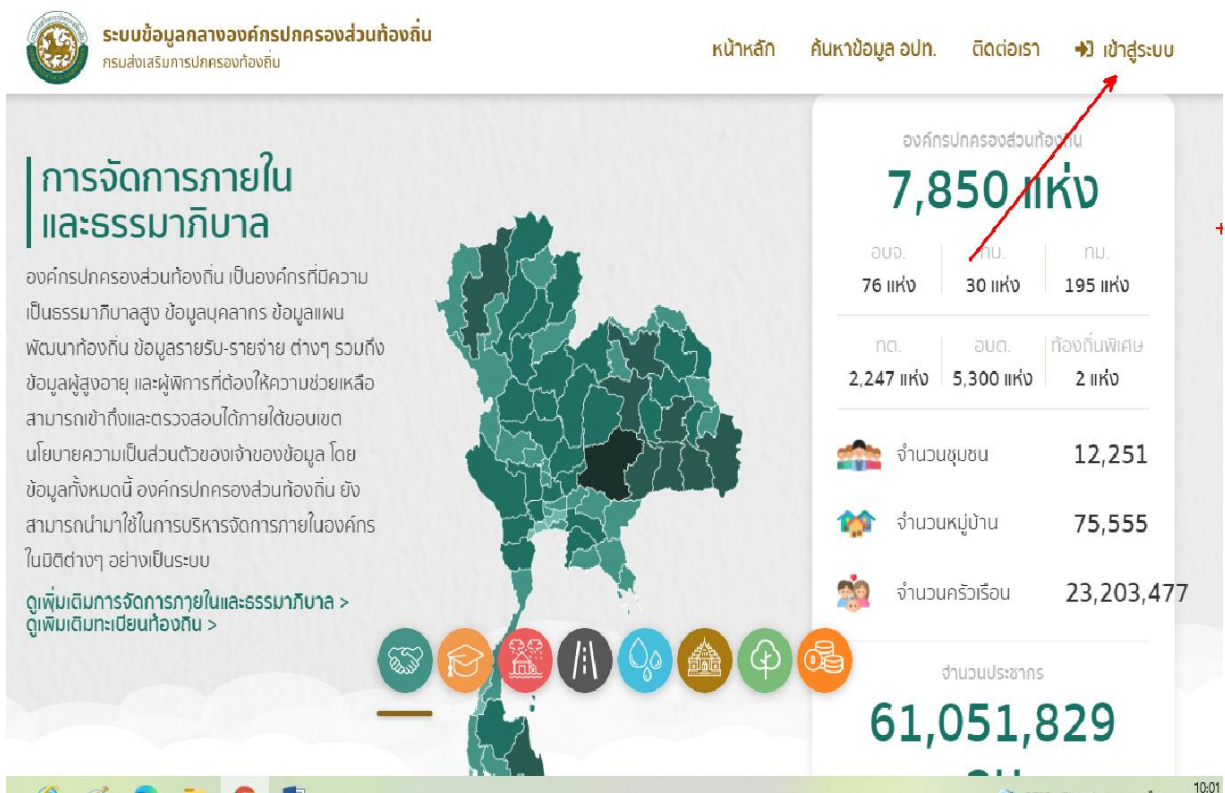 ระบบข้อมูลกลางองค์กรปกครองส่วนท้องถิ่น
กรมส่งเสริมการปกครองท้องถิ่น
หน้าหลัก ค้นหาข้อมูล อปท. ติดต่อเรา เข้าสู่ระบบ
การจัดการภายใน
และธรรมาภิบาล
องค์กรปกครองส่วนท้องถิ่น เป็นองค์กรที่มีความ
เป็นธรรมาภิบาลสูง ข้อมูลบุคลากร ข้อมูลแผน
พัฒนาท้องถิ่น ข้อมูลรายรับ-รายจ่าย ต่างๆ รวมถึง
ข้อมูลผู้สูงอายุ และผู้พิการที่ต้องให้ความช่วยเหลือ
สามารถเข้าถึงและตรวจสอบได้ภายใต้ขอบเขต
นโยบายความเป็นส่วนตัวของเจ้าของข้อมูล โดย
ข้อมูลทั้งหมดนี้ องค์กรปกครองส่วนท้องถิ่น ยัง
สามารถนำมาใช้ในการบริหารจัดการภายในองค์กร
ในมิติต่างๆ อย่างเป็นระบบ
ดูเพิ่มเติมการจัดการภายในและธรรมาภิบาล >
ดูเพิ่มเติมทะเบียนท้องถิ่น >
องค์กรปกครองส่วนท้องถิ่น
7,850 แห่ง
อบจ. ทน. ทม.
76 แห่ง 30 แห่ง 195 แห่ง
ทต. อบต. ท้องถิ่นพิเศษ
2,247 แห่ง 5,300 แห่ง 2 แห่ง
จำนวนชุมชน 12,251
จำนวนหมู่บ้าน 75,555
จำนวนครัวเรือน 23,203,477
จำนวนประชากร
61,051,829
10:01